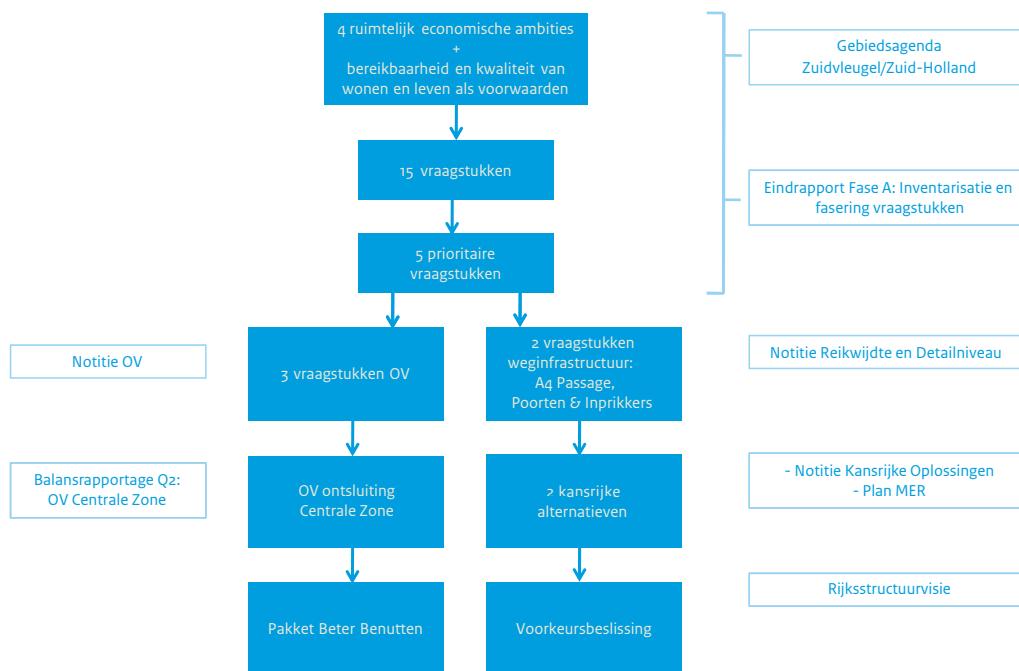 4 ruimtelijk economische ambities
+
bereikbaarheid en kwaliteit van
wonen en leven als voorwaarden
Gebiedsagenda
Zuidvleugel/Zuid-Holland
15 vraagstukken
Eindrapport Fase A: Inventarisatie en
fasering vraagstukken
5 prioritaire
vraagstukken
Notitie OV
3 vraagstukken OV
2 vraagstukken
weginfrastructuur:
A4 Passage,
Poorten & Inprikkers
Notitie Reikwijdte en Detailniveau
Balansrapportage Q2:
OV Centrale Zone
OV ontsluiting
Centrale Zone
2 kansrijke
alternatieven
- Notitie Kansrijke Oplossingen
- Plan MER
Pakket Beter Benutten
Voorkeursbeslissing
Rijksstructuurvisie